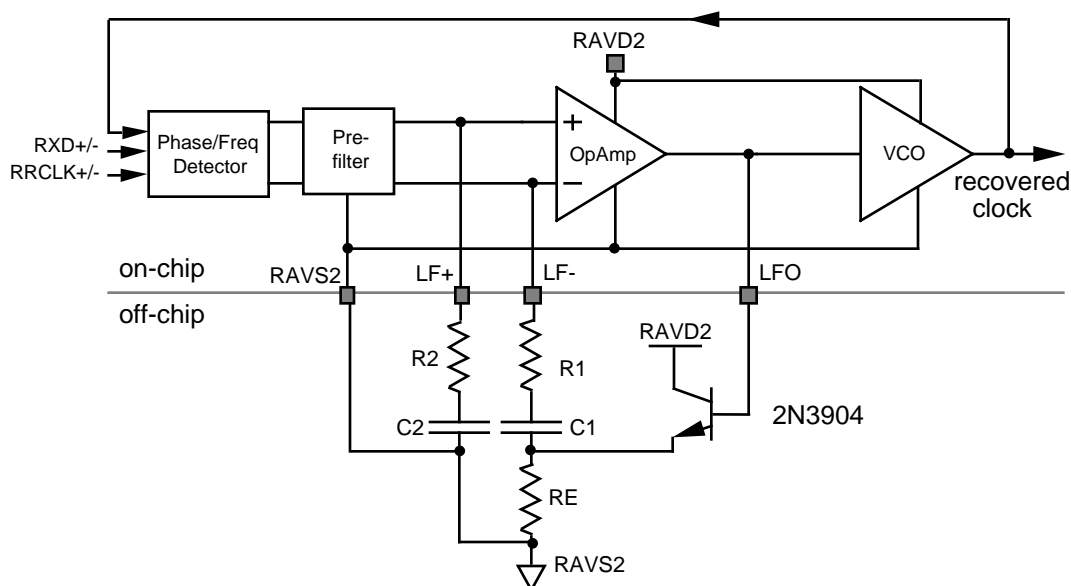 RAVD2
RXD+/-
RRCLK+/-
Phase/Freq
Detector
Pre-
filter
+
OpAmp
−
VCO
recovered
clock
on-chip
RAVS2
LF+
LF-
LFO
off-chip
R2
R1
RAVD2
C2
C1
2N3904
RE
RAVS2